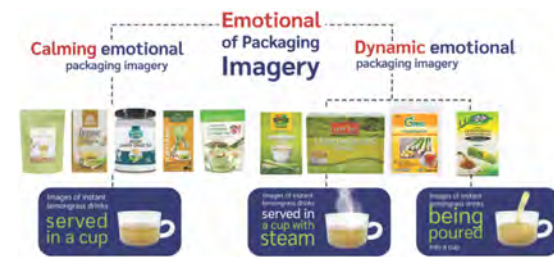 Emotional
of Packaging
Imagery
Calming emotional
packaging imagery
Dynamic emotional
packaging imagery
Images of instant
lemongrass drinks
served
in a cup
Images of instant
lemongrass drinks
served in
a cup with
steam
Images of instant
lemongrass drinks
being
poured
into a cup